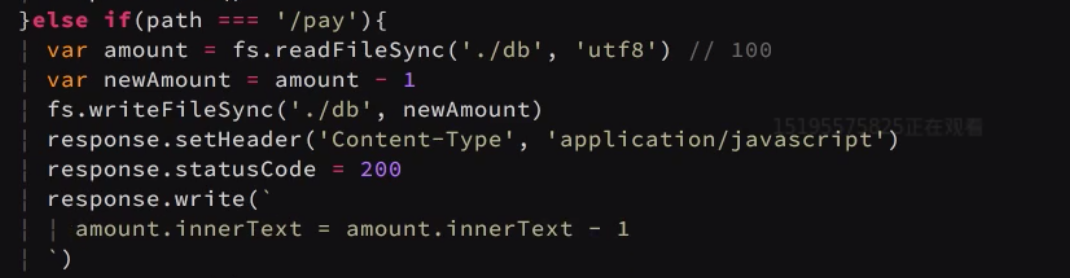 }else if(path === '/pay'){
var amount = fs.readFileSync('./db', 'utf8') // 100
var newAmount = amount - 1
fs.writeFileSync('./db', newAmount)
15195575825正在观看
response.setHeader('Content-Type', 'application/javascript')
response.statusCode = 200
response.write(`
amount.innerText = amount.innerText - 1
`)